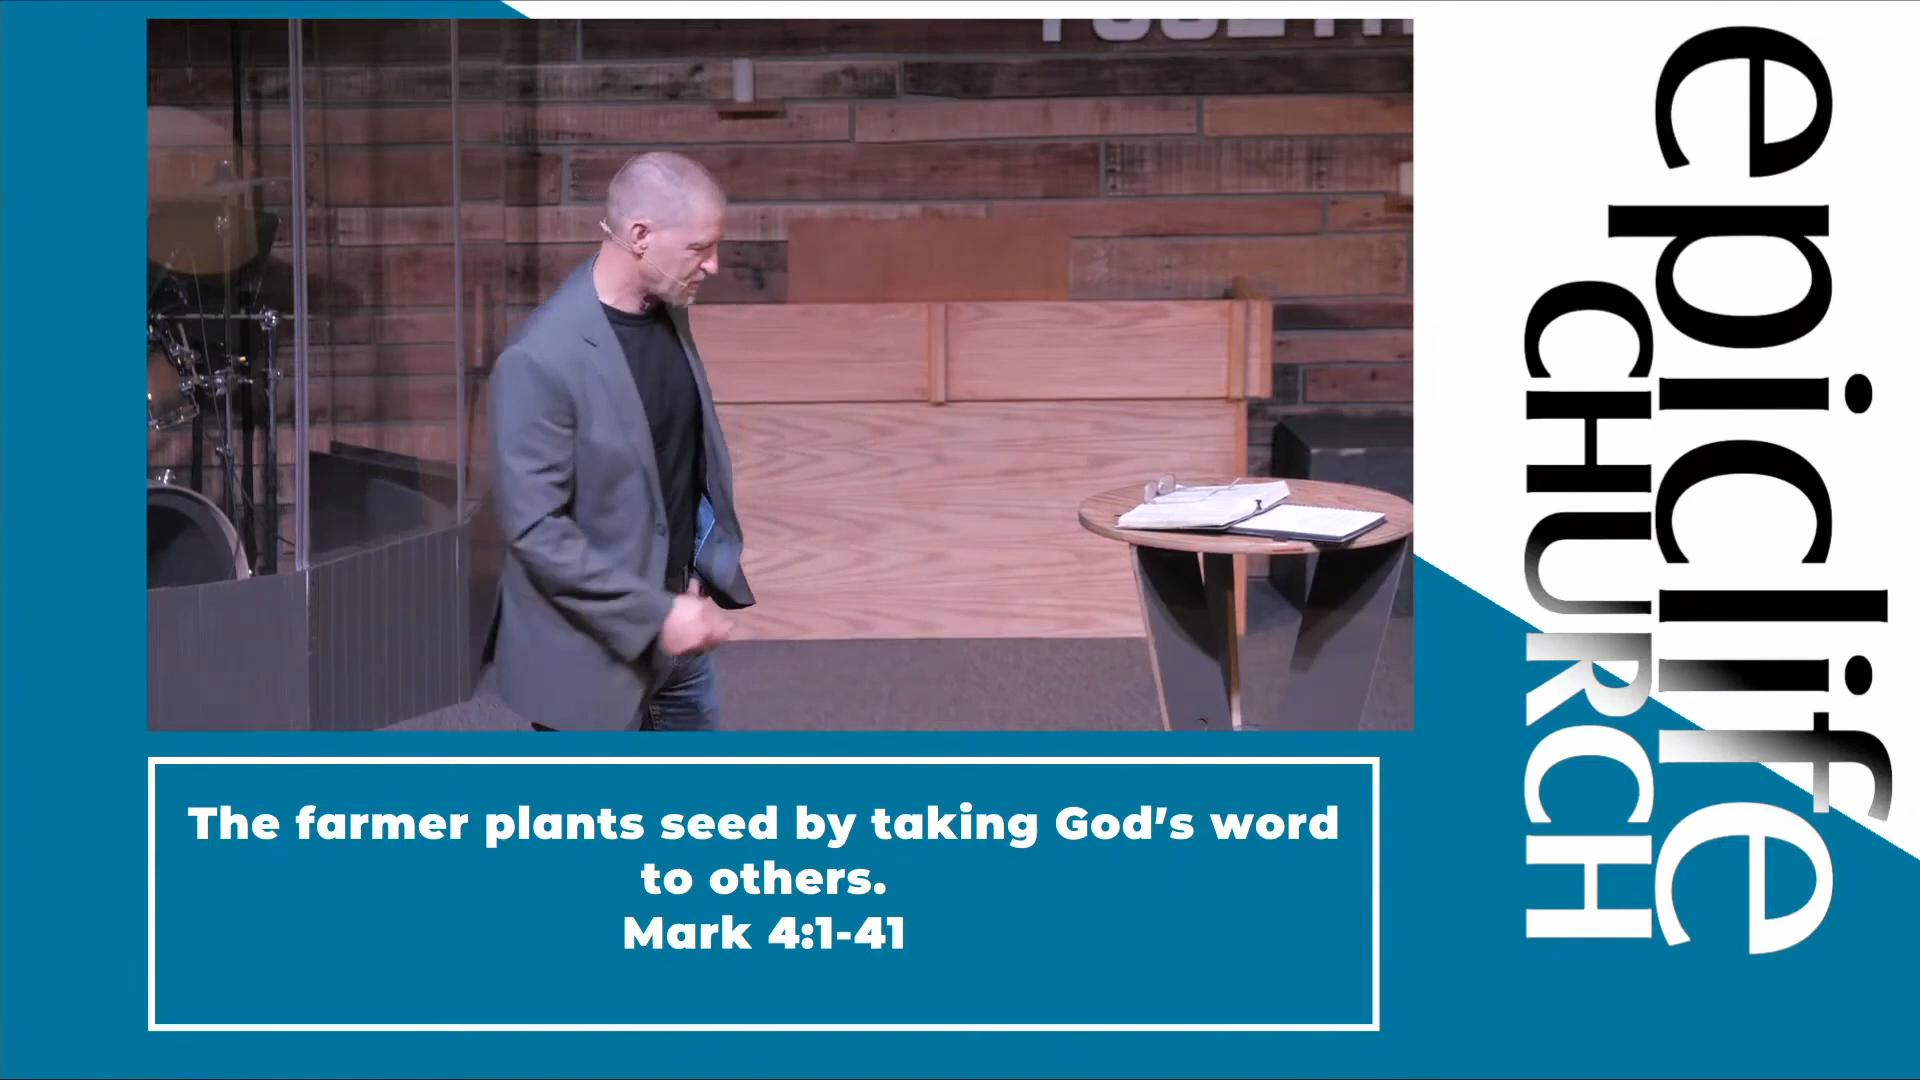 The farmer plants seed by taking God's word
to others.
Mark 4:1-41
epiclife
CHURCH